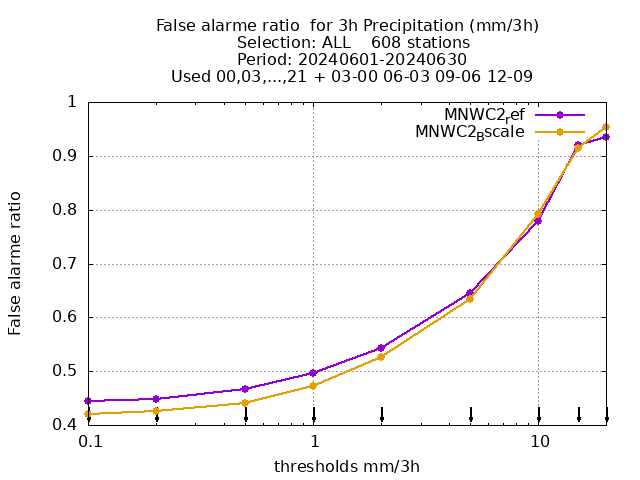 False alarme ratio  for 3h Precipitation (mm/3h)
Selection: ALL    608 stations
Period: 20240601-20240630
Used 00,03,...,21 + 03-00 06-03 09-06 12-09
MNWC2ref
MNWC2Bscale
1
0.9
0.8
0.7
0.6
0.5
0.4
False alarme ratio
0.1 1 10
thresholds mm/3h